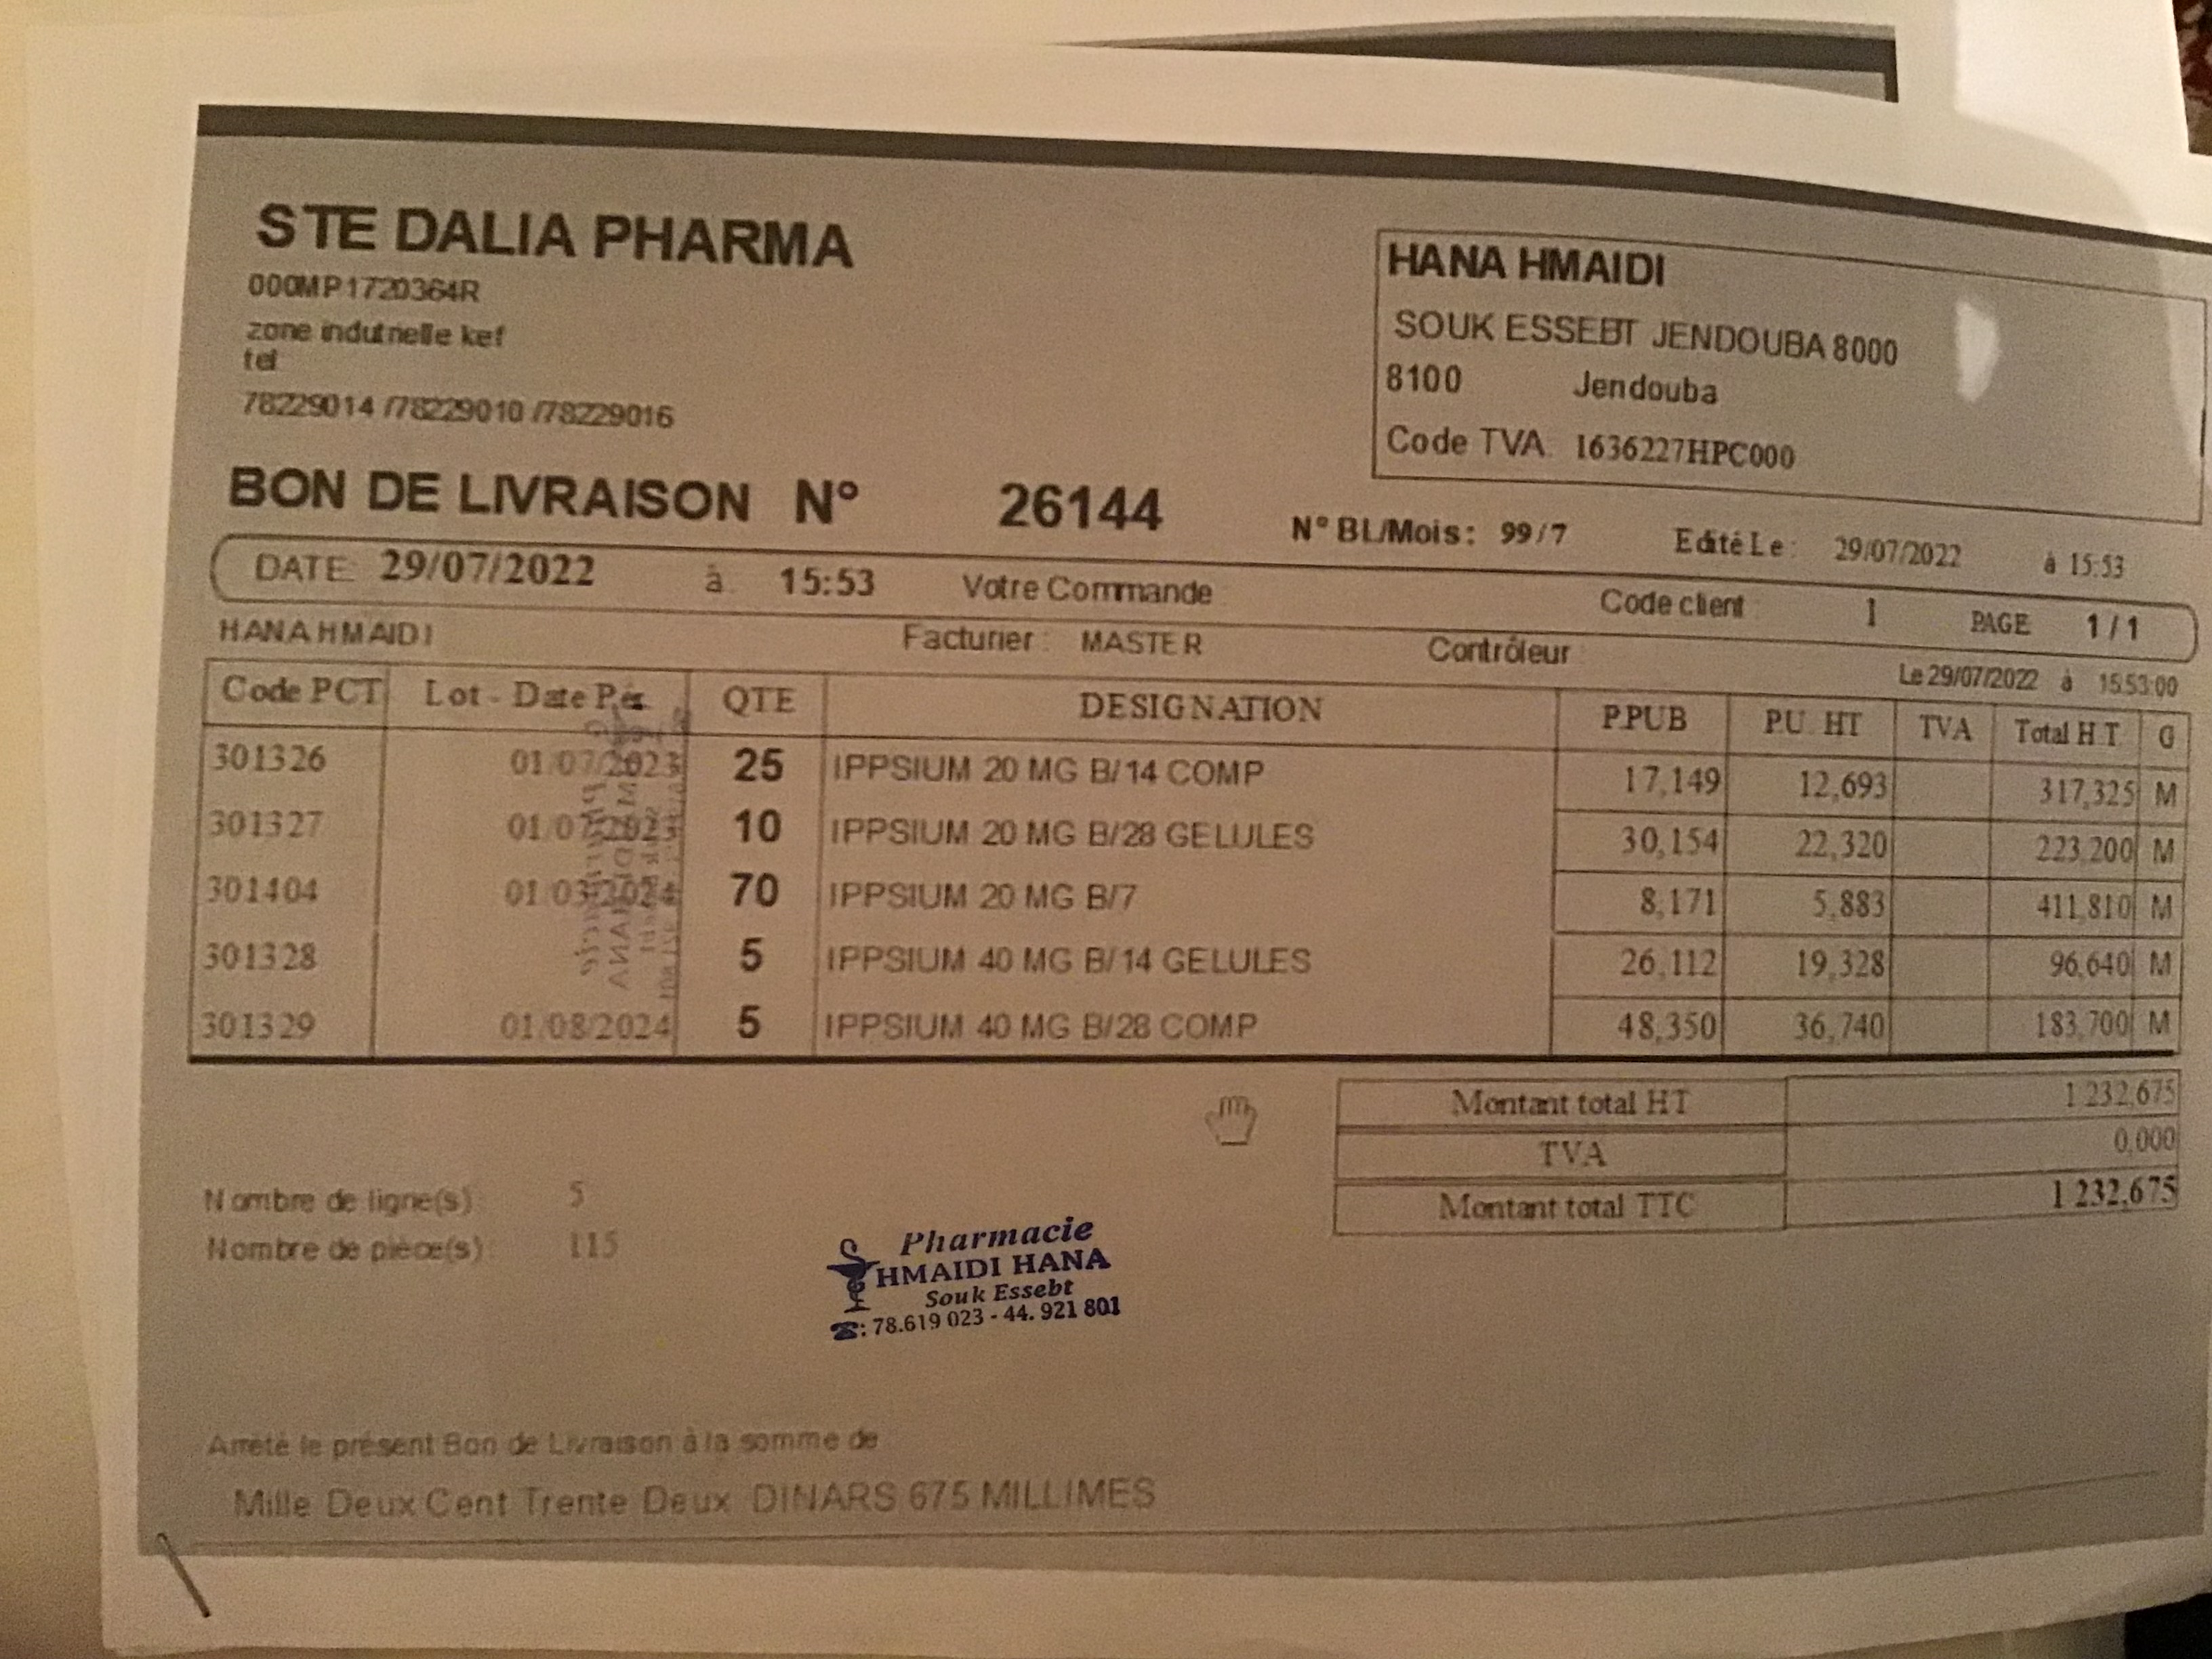 STE DALIA PHARMA
000MP1720364R
zone indutrielle kef
tel
78229014 /78229010 /78229016
HANA HMAIDI
SOUK ESSEBT JENDOUBA 8000
8100 Jendouba
Code TVA 1636227HPC000
BON DE LIVRAISON N° 26144
N° BL/Mois: 99/7 Edité Le: 29/07/2022 à 15:53
DATE 29/07/2022 à 15:53 Votre Commande Code client 1 PAGE 1 / 1
HANA HMAIDI Facturier : MASTER Contrôleur Le 29/07/2022 à 15:53:00
Code PCT Lot - Date Pér QTE DESIGNATION P.PUB P.U. HT TVA Total H.T G
301326 01/07/2023 25 IPPSIUM 20 MG B/14 COMP 17,149 12,693 317,325 M
301327 01/07/2023 10 IPPSIUM 20 MG B/28 GELULES 30,154 22,320 223,200 M
301404 01/03/2024 70 IPPSIUM 20 MG B/7 8,171 5,883 411,810 M
301328 5 IPPSIUM 40 MG B/14 GELULES 26,112 19,328 96,640 M
301329 01/08/2024 5 IPPSIUM 40 MG B/28 COMP 48,350 36,740 183,700 M
Montant total HT 1 232,675
TVA 0,000
Montant total TTC 1 232,675
Nombre de ligne(s) : 5
Nombre de pièce(s) : 115
Pharmacie
HMAIDI HANA
Souk Essebt
☎: 78.619 023 - 44. 921 801
Arrêté le présent Bon de Livraison à la somme de
Mille Deux Cent Trente Deux DINARS 675 MILLIMES